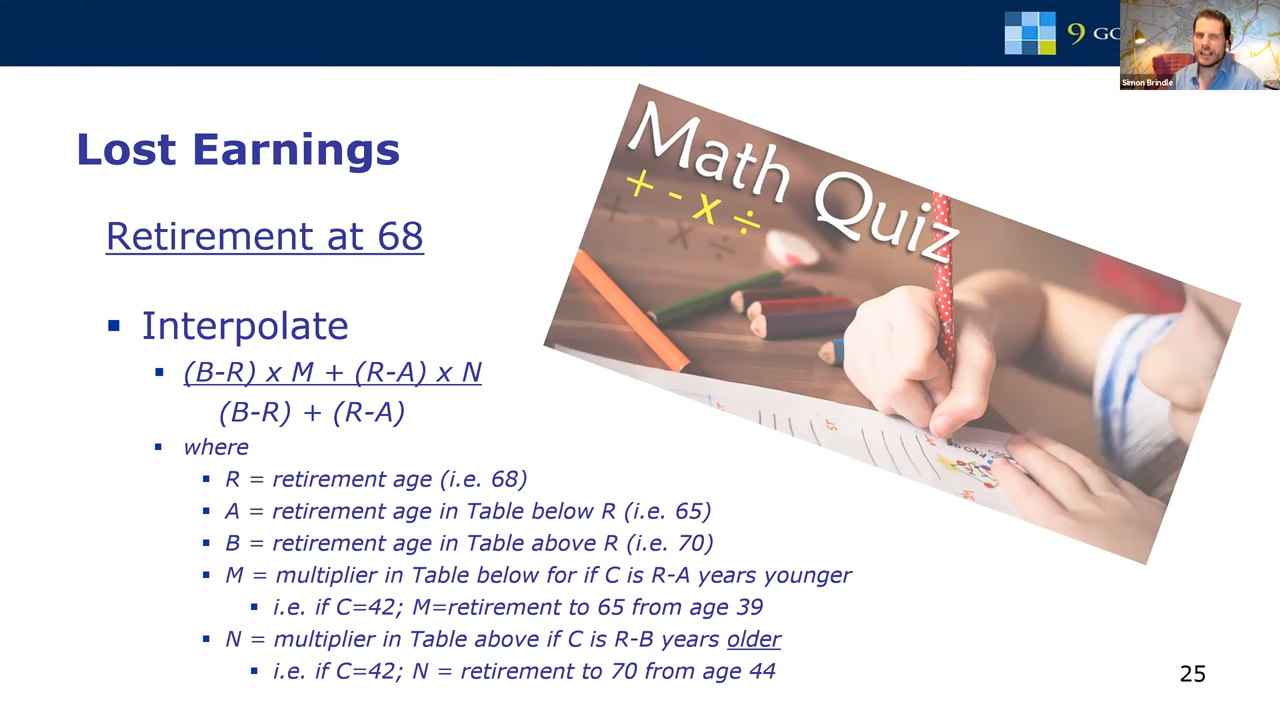 9 GO
Simon Brindle
Lost Earnings
Math Quiz
+ - x ÷
Retirement at 68
Interpolate
(B-R) x M + (R-A) x N
(B-R) + (R-A)
where
R = retirement age (i.e. 68)
A = retirement age in Table below R (i.e. 65)
B = retirement age in Table above R (i.e. 70)
M = multiplier in Table below for if C is R-A years younger
i.e. if C=42; M=retirement to 65 from age 39
N = multiplier in Table above if C is R-B years older
i.e. if C=42; N = retirement to 70 from age 44
25